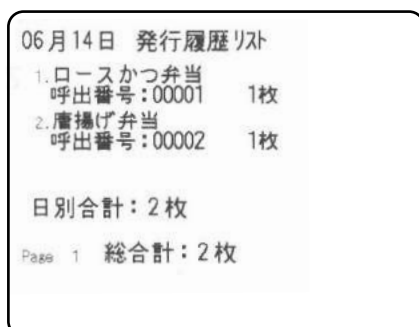 06月14日 発行履歴リスト
1.ロースかつ弁当
呼出番号:00001 1枚
2.唐揚げ弁当
呼出番号:00002 1枚
日別合計:2枚
Page 1 総合計:2枚